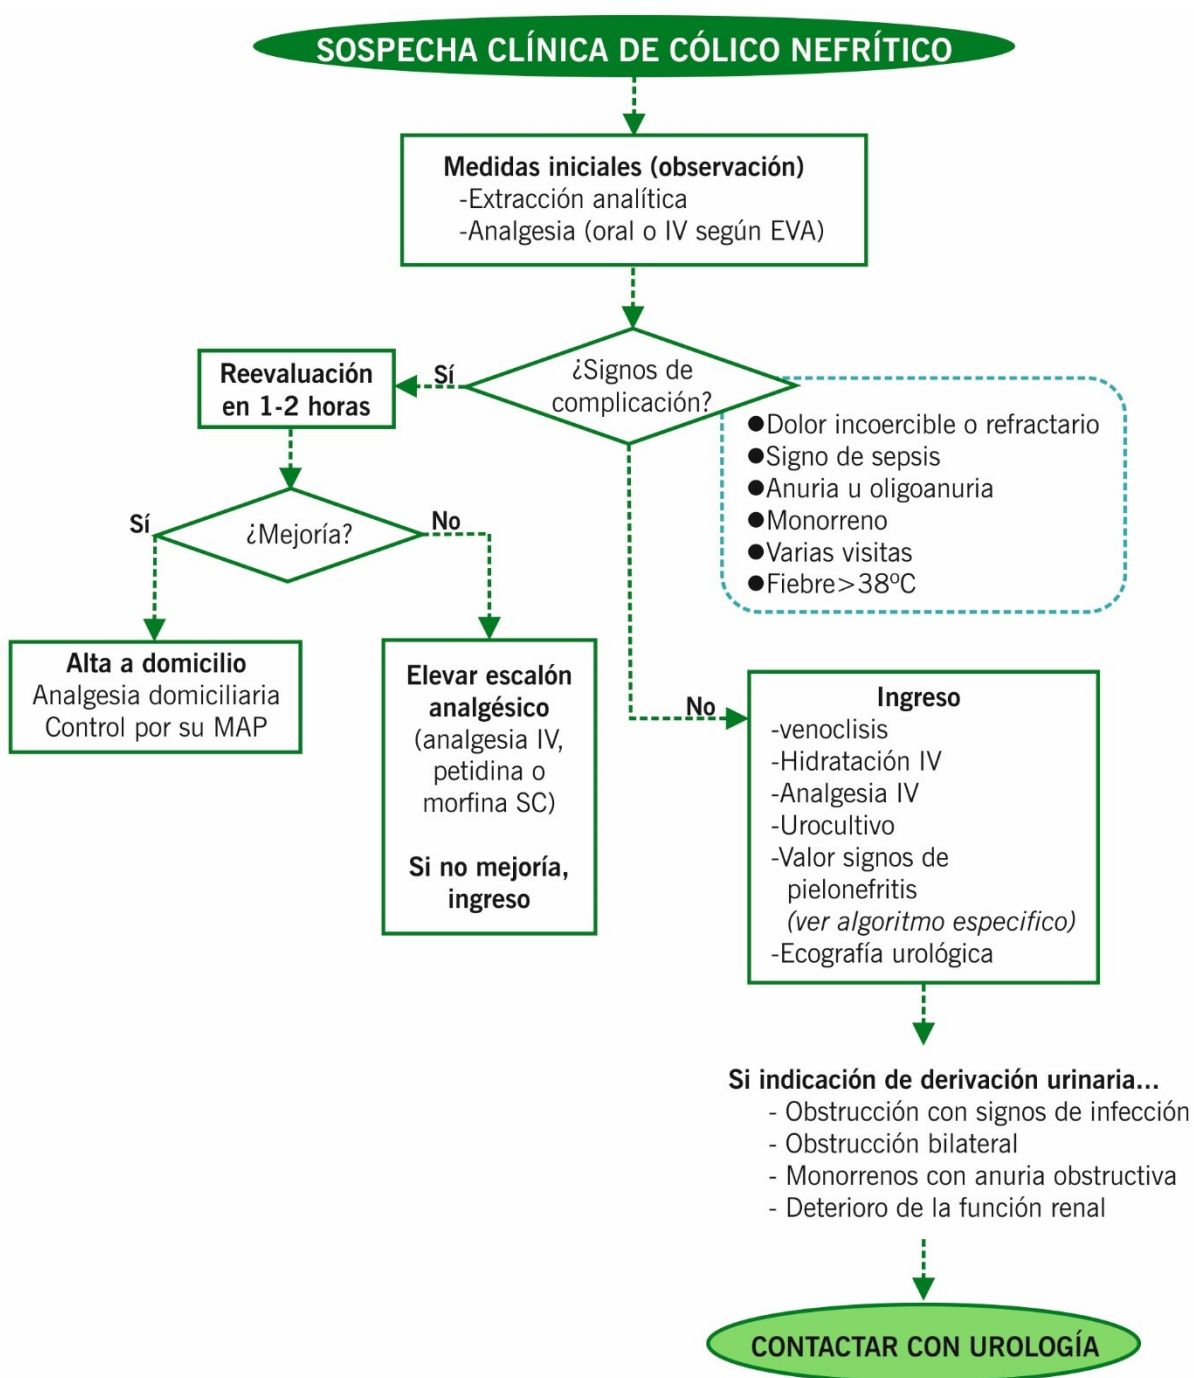 SOSPECHA CLÍNICA DE CÓLICO NEFRÍTICO
Medidas iniciales (observación)
-Extracción analítica
-Analgesia (oral o IV según EVA)
¿Signos de
complicación?
Sí
Reevaluación
en 1-2 horas
●Dolor incoercible o refractario
●Signo de sepsis
●Anuria u oligoanuria
●Monorreno
●Varias visitas
●Fiebre>38ºC
¿Mejoría?
Sí
No
Alta a domicilio
Analgesia domiciliaria
Control por su MAP
Elevar escalón
analgésico
(analgesia IV,
petidina o
morfina SC)
Si no mejoría,
ingreso
No
Ingreso
-venoclisis
-Hidratación IV
-Analgesia IV
-Urocultivo
-Valor signos de
pielonefritis
(ver algoritmo especifico)
-Ecografía urológica
Si indicación de derivación urinaria...
- Obstrucción con signos de infección
- Obstrucción bilateral
- Monorrenos con anuria obstructiva
- Deterioro de la función renal
CONTACTAR CON UROLOGÍA